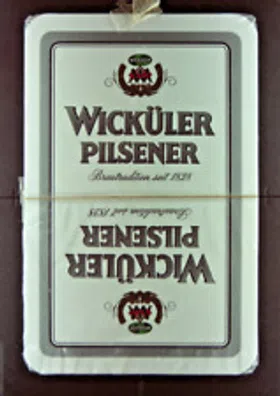 WICKÜLER
PILSENER
Brautradition seit 1828
Brautradition seit 1828
PILSENER
WICKÜLER